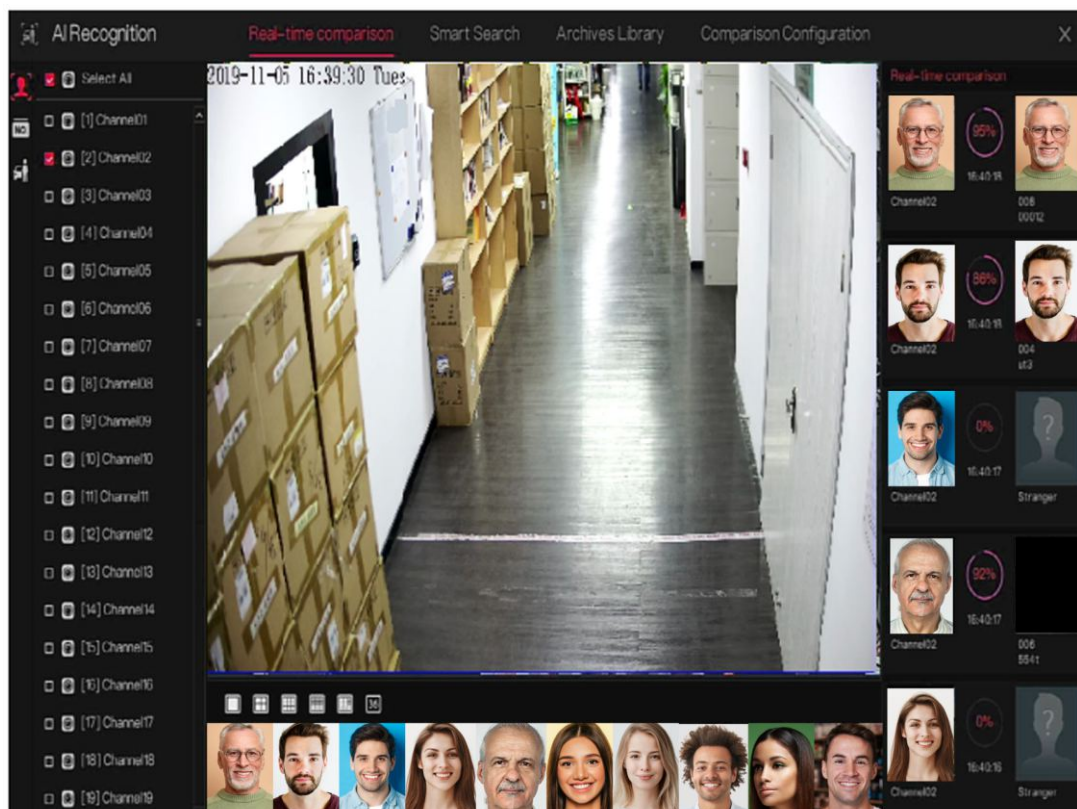 AI Recognition
Real-time comparison
Smart Search
Archives Library
Comparison Configuration
X
Select All
NO.
[1] Channel01
[2] Channel02
[3] Channel03
[4] Channel04
[5] Channel05
[6] Channel06
[7] Channel07
[8] Channel08
[9] Channel09
[10] Channel10
[11] Channel11
[12] Channel12
[13] Channel13
[14] Channel14
[15] Channel15
[16] Channel16
[17] Channel17
[18] Channel18
[19] Channel19
2019-11-05 16:39:30 Tues
36
Real-time comparison
95%
16:40:18
Channel02
008
00012
86%
16:40:18
Channel02
004
0%
16:40:17
Channel02
Stranger
?
92%
16:40:17
Channel02
006
0%
16:40:16
Channel02
Stranger
?